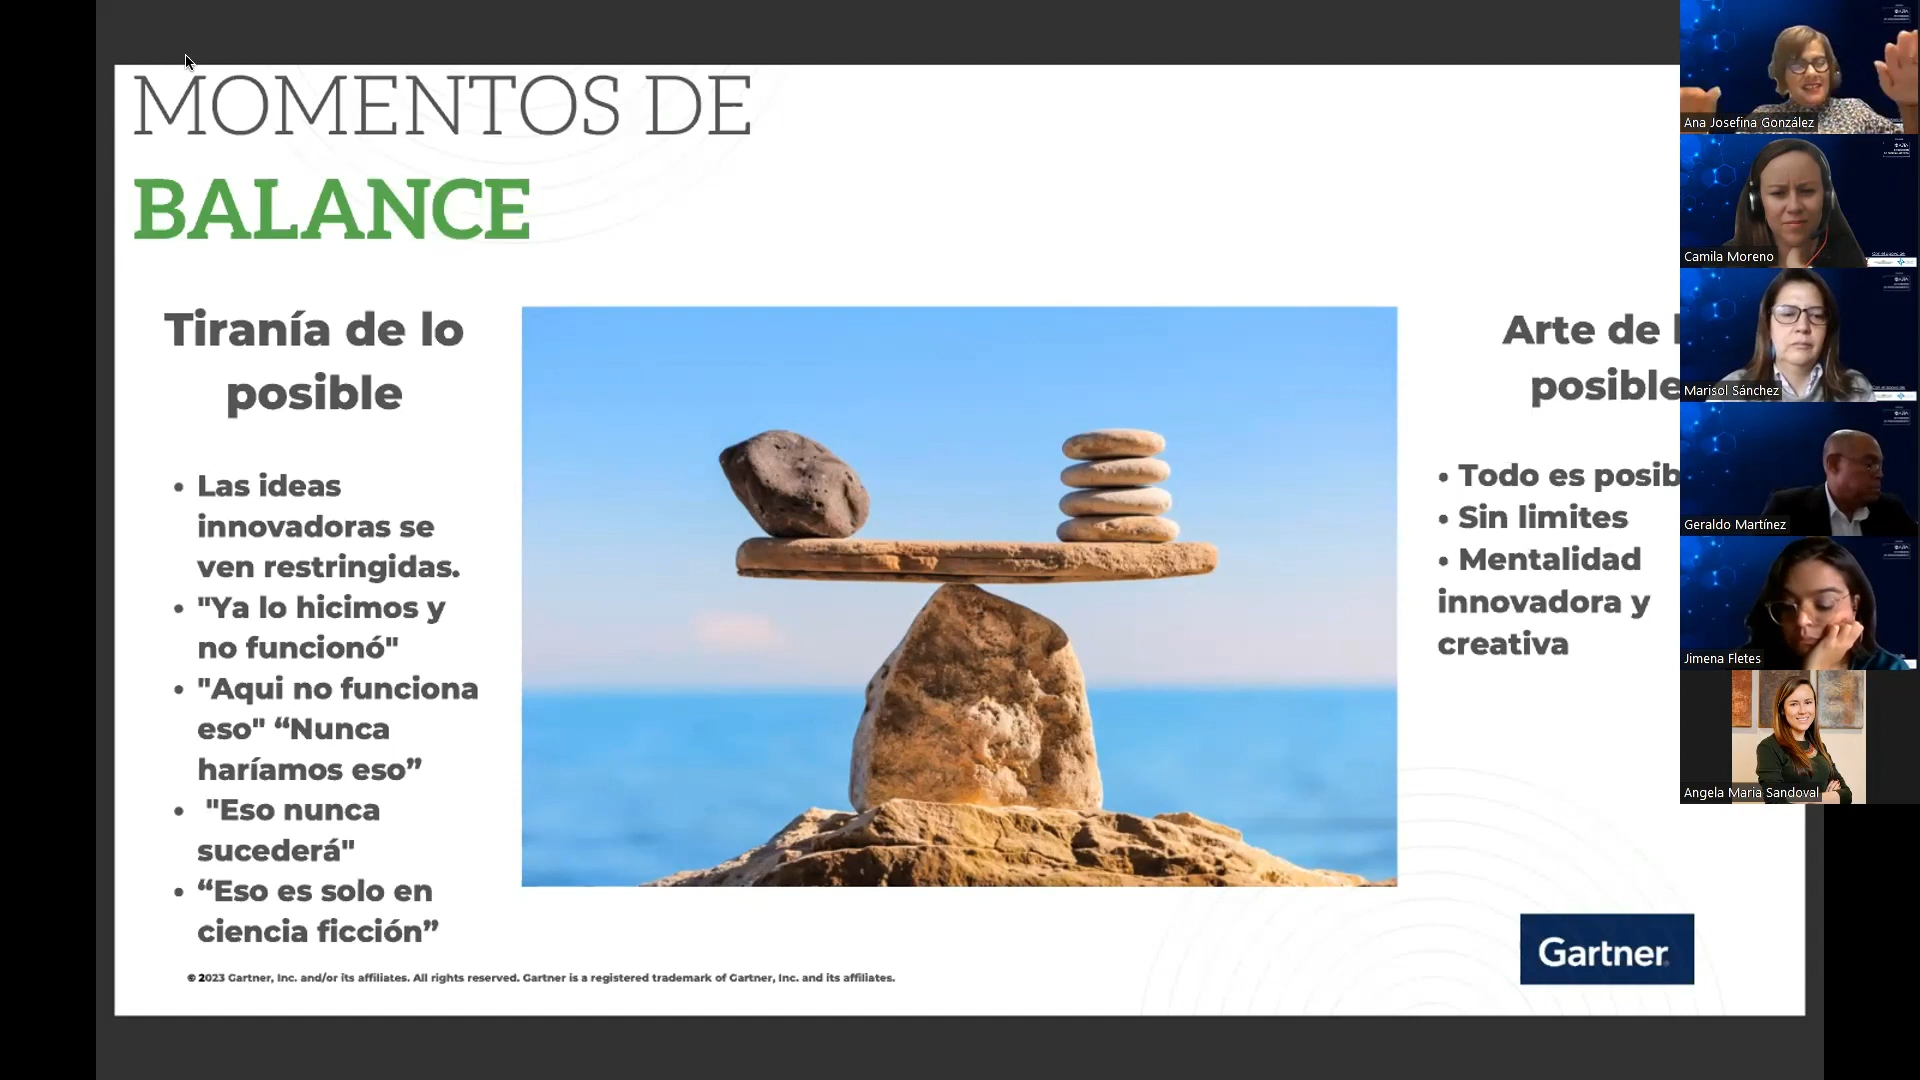 MOMENTOS DE
BALANCE
Tiranía de lo
posible
• Las ideas
innovadoras se
ven restringidas.
• "Ya lo hicimos y
no funcionó"
• "Aqui no funciona
eso" “Nunca
haríamos eso”
• "Eso nunca
sucederá"
• “Eso es solo en
ciencia ficción”
Arte de
posible
• Todo es posib
• Sin limites
• Mentalidad
innovadora y
creativa
© 2023 Gartner, Inc. and/or its affiliates. All rights reserved. Gartner is a registered trademark of Gartner, Inc. and its affiliates.
Gartner
Ana Josefina González
Camila Moreno
Marisol Sánchez
Geraldo Martínez
Jimena Fletes
Angela Maria Sandoval